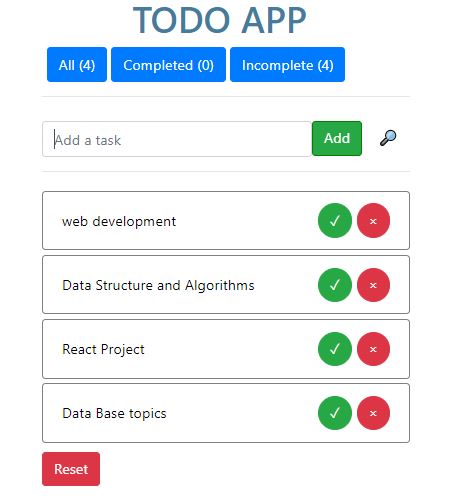 TODO APP
All (4) Completed (0) Incomplete (4)
Add a task Add
web development ✓ ×
Data Structure and Algorithms ✓ ×
React Project ✓ ×
Data Base topics ✓ ×
Reset